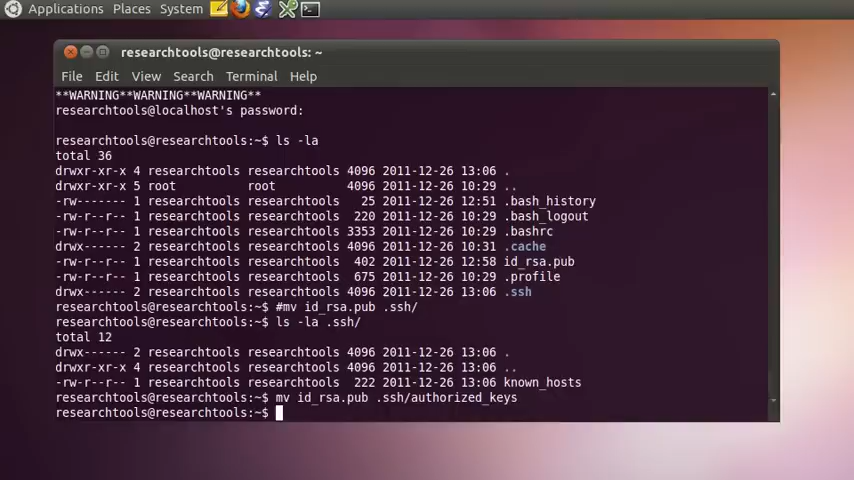 Applications Places System
researchtools@researchtools: ~
File Edit View Search Terminal Help
**WARNING**WARNING**WARNING**
researchtools@localhost's password:
researchtools@researchtools:~$ ls -la
total 36
drwxr-xr-x 4 researchtools researchtools 4096 2011-12-26 13:06 .
drwxr-xr-x 5 root root 4096 2011-12-26 10:29 ..
-rw------- 1 researchtools researchtools 25 2011-12-26 12:51 .bash_history
-rw-r--r-- 1 researchtools researchtools 220 2011-12-26 10:29 .bash_logout
-rw-r--r-- 1 researchtools researchtools 3353 2011-12-26 10:29 .bashrc
drwx------ 2 researchtools researchtools 4096 2011-12-26 10:31 .cache
-rw-r--r-- 1 researchtools researchtools 402 2011-12-26 12:58 id_rsa.pub
-rw-r--r-- 1 researchtools researchtools 675 2011-12-26 10:29 .profile
drwx------ 2 researchtools researchtools 4096 2011-12-26 13:06 .ssh
researchtools@researchtools:~$ #mv id_rsa.pub .ssh/
researchtools@researchtools:~$ ls -la .ssh/
total 12
drwx------ 2 researchtools researchtools 4096 2011-12-26 13:06 .
drwxr-xr-x 4 researchtools researchtools 4096 2011-12-26 13:06 ..
-rw-r--r-- 1 researchtools researchtools 222 2011-12-26 13:06 known_hosts
researchtools@researchtools:~$ mv id_rsa.pub .ssh/authorized_keys
researchtools@researchtools:~$